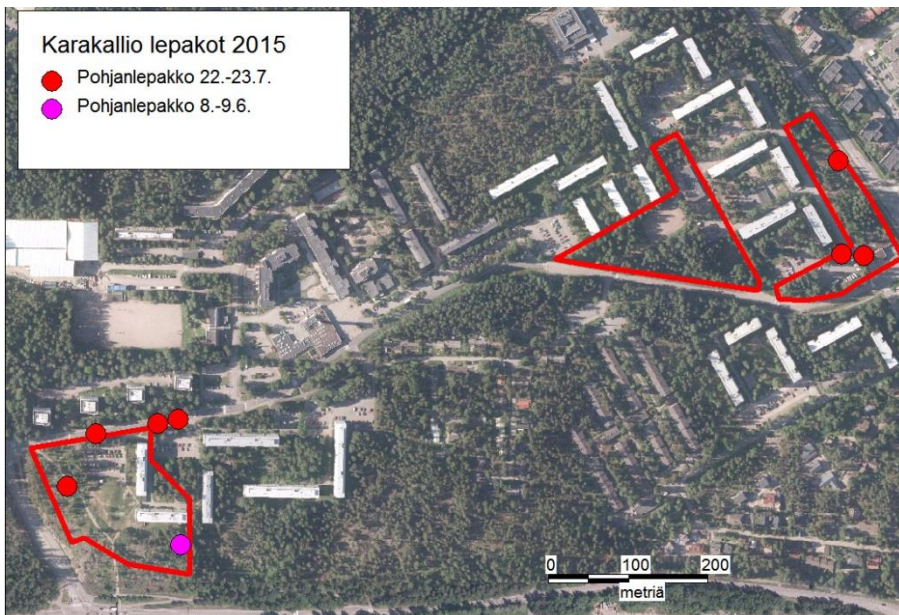 Karakallio lepakot 2015
Pohjanlepakko 22.-23.7.
Pohjanlepakko 8.-9.6.
0 100 200
metriä